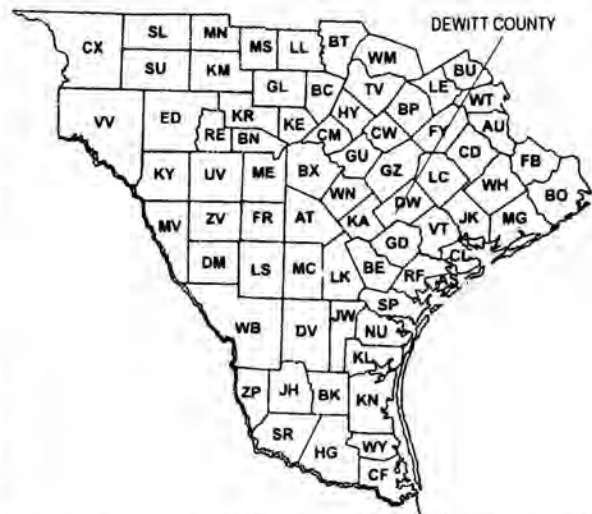 DEWITT COUNTY
CX SL MN MS LL BT WM
SU KM GL BC TV LE BU
VV ED RE KR BN KE HY BP WT
CM CW FY AU
KY UV ME BX GU GZ LC CD FB
WN DW WH BO
MV ZV FR AT KA VT JK MG
GD
DM LS MC LK BE RF CL
A
SP
WB DV JW NU
KL
ZP JH BK KN
SR HG WY
CF